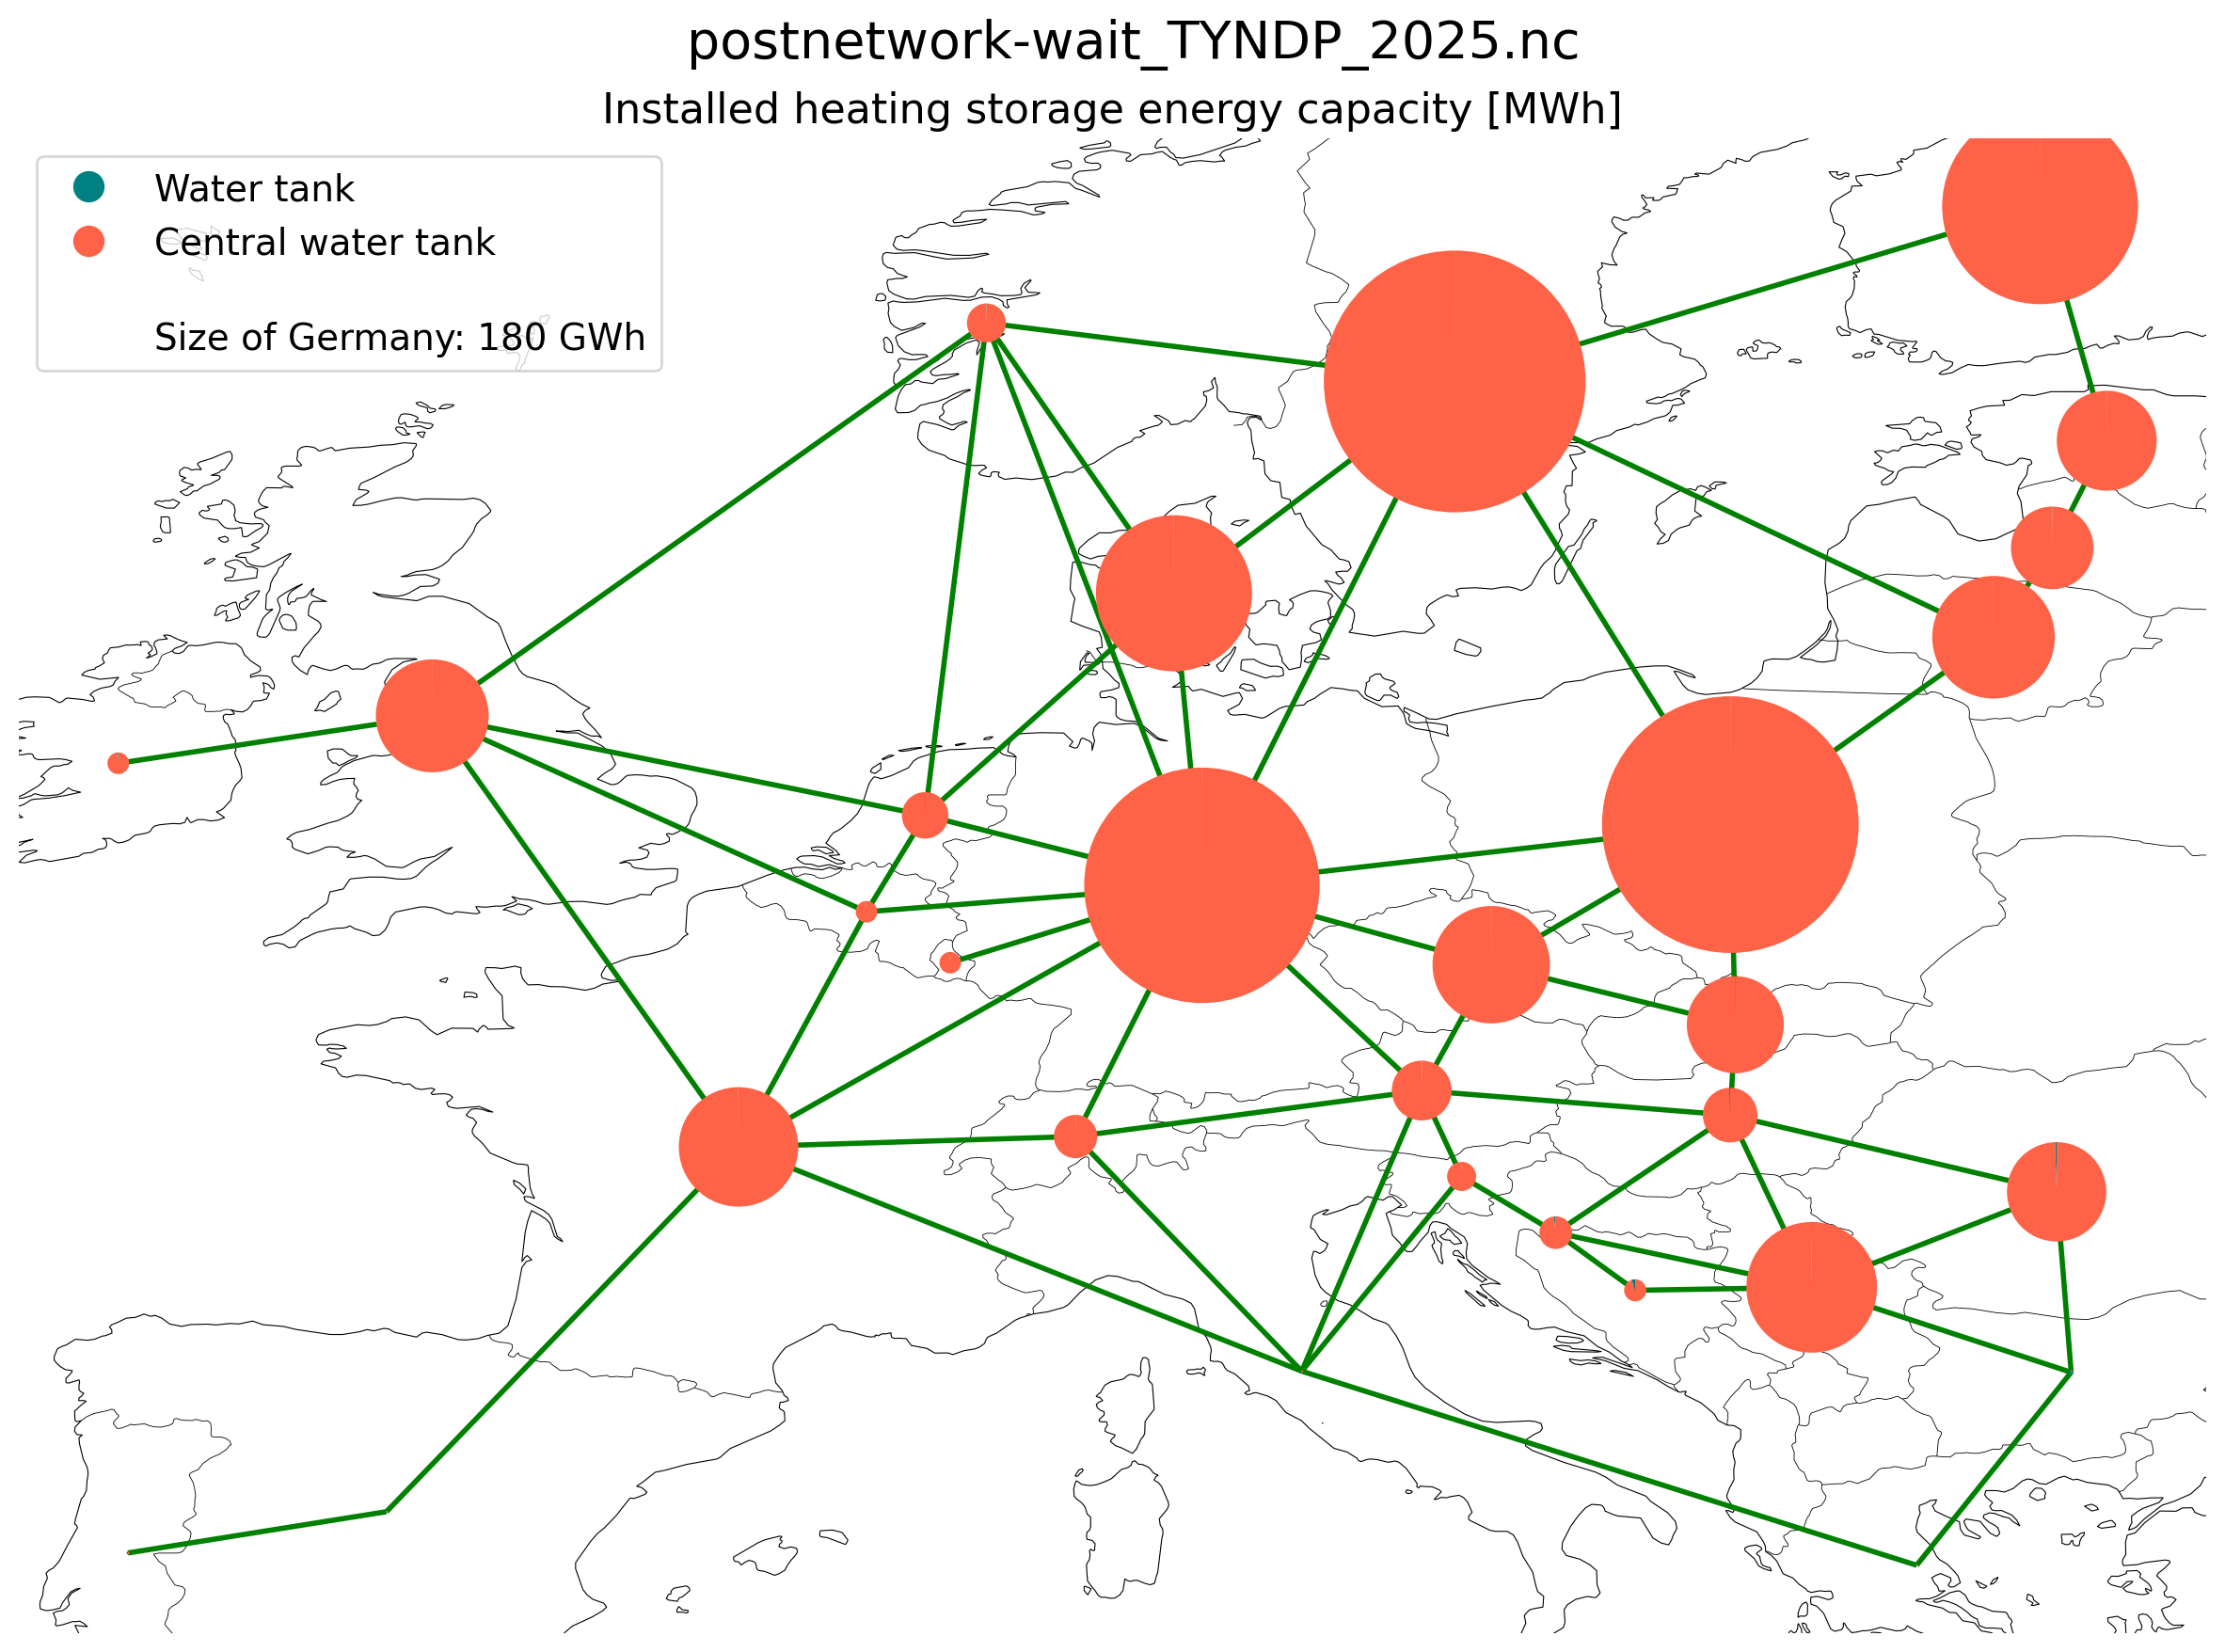 postnetwork-wait_TYNDP_2025.nc
Installed heating storage energy capacity [MWh]
Water tank
Central water tank
Size of Germany: 180 GWh